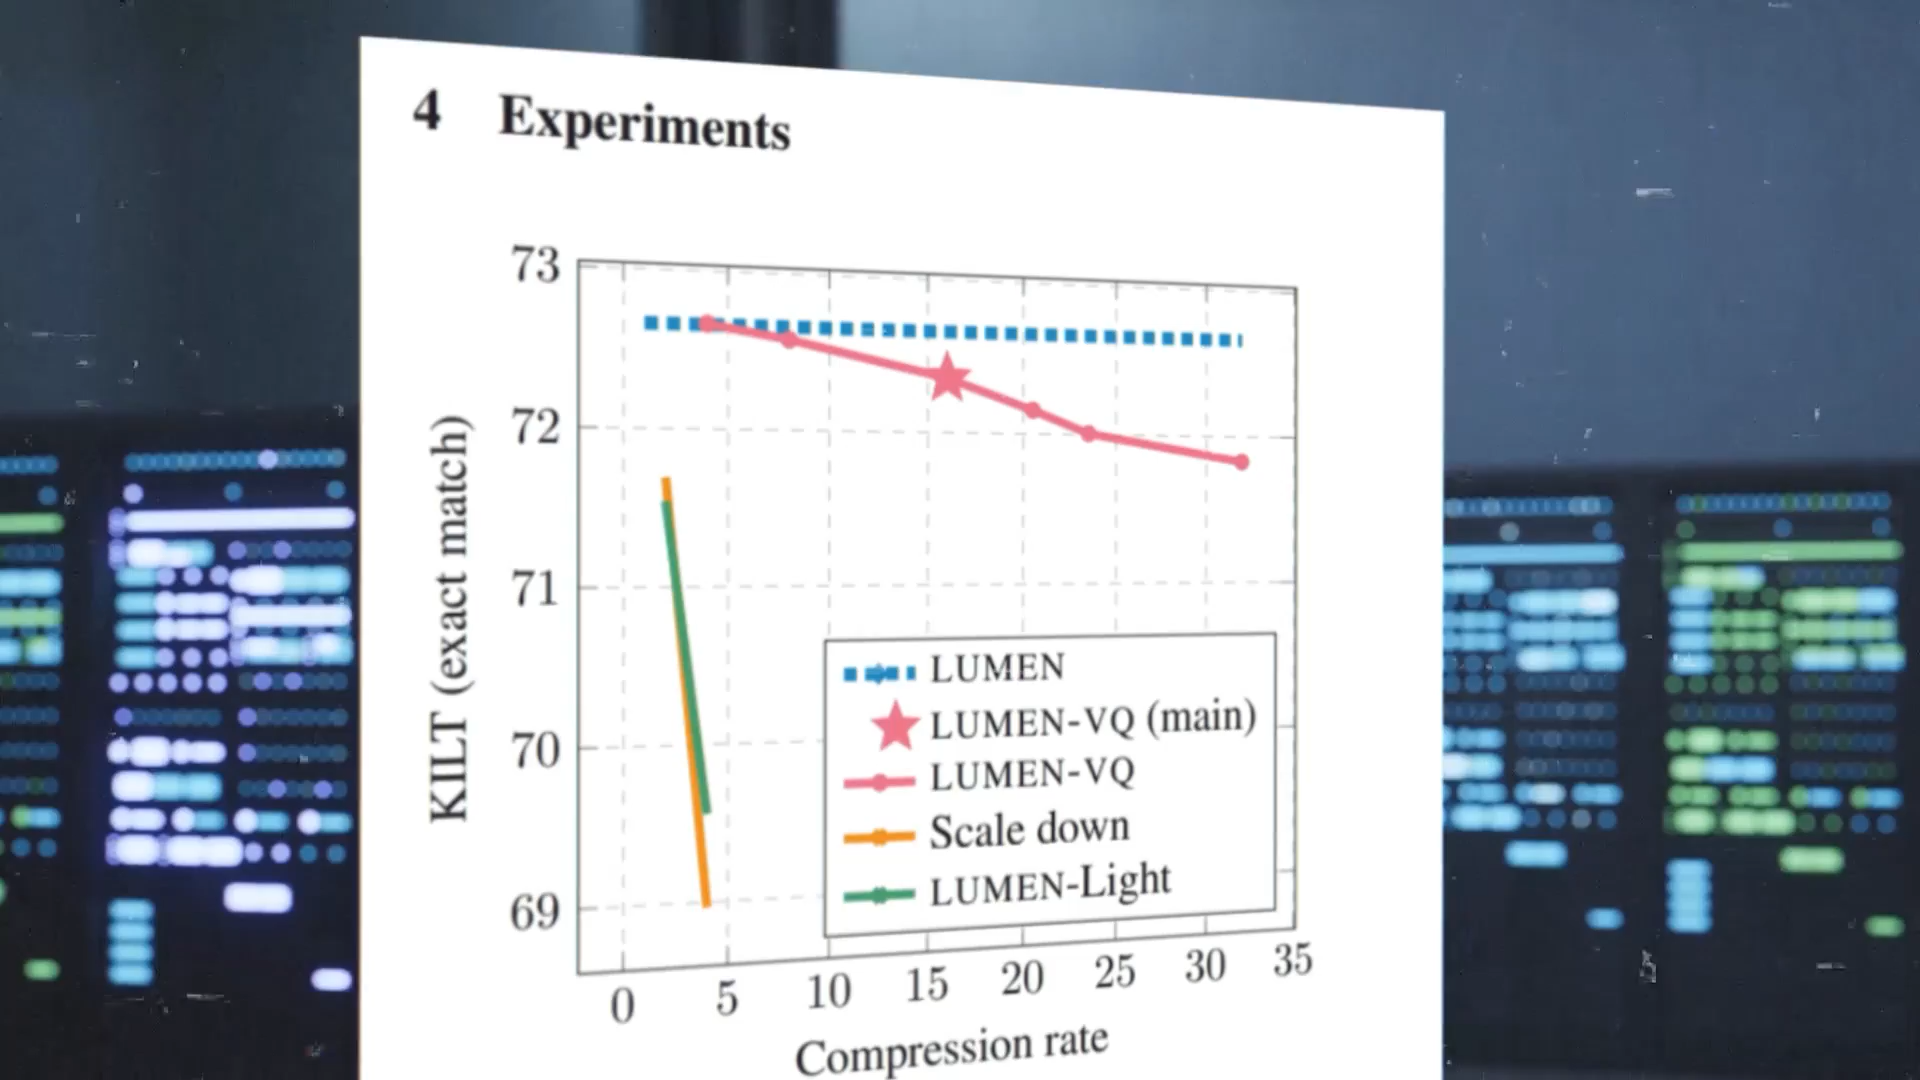 4 Experiments
73
72
71
70
69
KILT (exact match)
LUMEN
LUMEN-VQ (main)
LUMEN-VQ
Scale down
LUMEN-Light
0 5 10 15 20 25 30 35
Compression rate